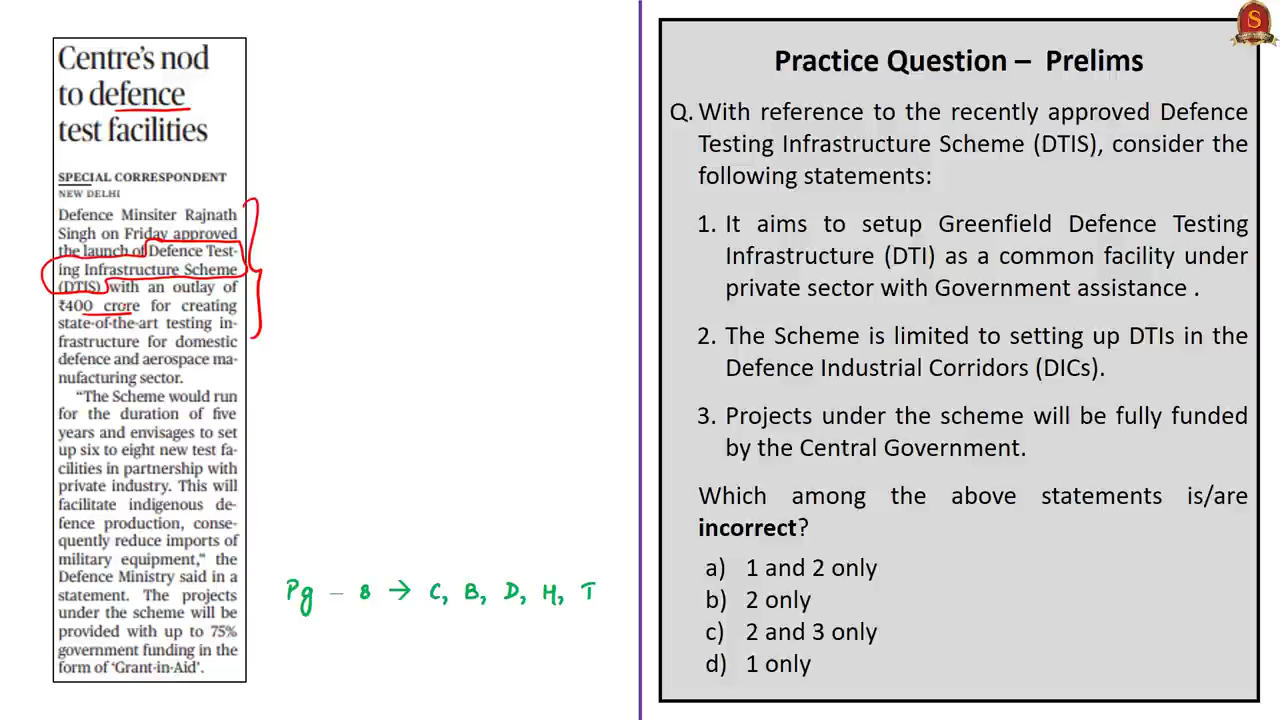 Centre's nod
to defence
test facilities
SPECIAL CORRESPONDENT
NEW DELHI
Defence Minsiter Rajnath
Singh on Friday approved
the launch of Defence Test-
ing Infrastructure Scheme
(DTIS) with an outlay of
₹400 crore for creating
state-of-the-art testing in-
frastructure for domestic
defence and aerospace ma-
nufacturing sector.
“The Scheme would run
for the duration of five
years and envisages to set
up six to eight new test fa-
cilities in partnership with
private industry. This will
facilitate indigenous de-
fence production, conse-
quently reduce imports of
military equipment,” the
Defence Ministry said in a
statement. The projects
under the scheme will be
provided with up to 75%
government funding in the
form of ‘Grant-in-Aid’.
Pg - 8 → C, B, D, H, T
S
Practice Question – Prelims
Q. With reference to the recently approved Defence
Testing Infrastructure Scheme (DTIS), consider the
following statements:
1. It aims to setup Greenfield Defence Testing
Infrastructure (DTI) as a common facility under
private sector with Government assistance .
2. The Scheme is limited to setting up DTIs in the
Defence Industrial Corridors (DICs).
3. Projects under the scheme will be fully funded
by the Central Government.
Which among the above statements is/are
incorrect?
a) 1 and 2 only
b) 2 only
c) 2 and 3 only
d) 1 only